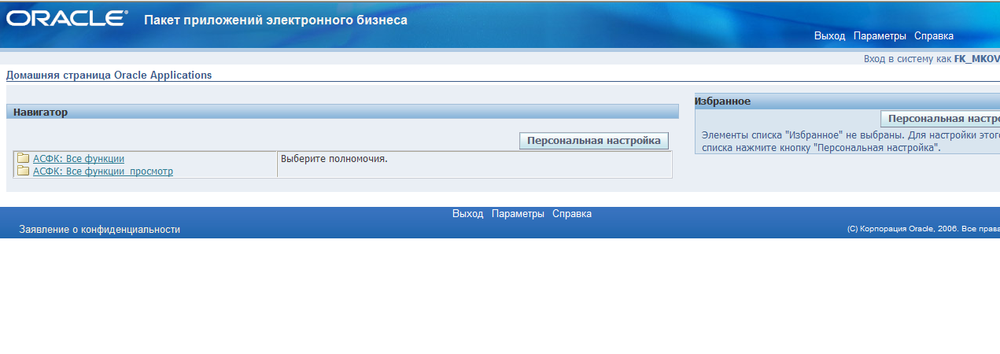 ORACLE® Пакет приложений электронного бизнеса
Выход Параметры Справка
Вход в систему как FK_MKOV
Домашняя страница Oracle Applications
Навигатор
Персональная настройка
АСФК: Все функции
АСФК: Все функции_просмотр
Выберите полномочия.
Избранное
Персональная настро
Элементы списка "Избранное" не выбраны. Для настройки этог
списка нажмите кнопку "Персональная настройка".
Выход Параметры Справка
Заявление о конфиденциальности
(C) Корпорация Oracle, 2006. Все права